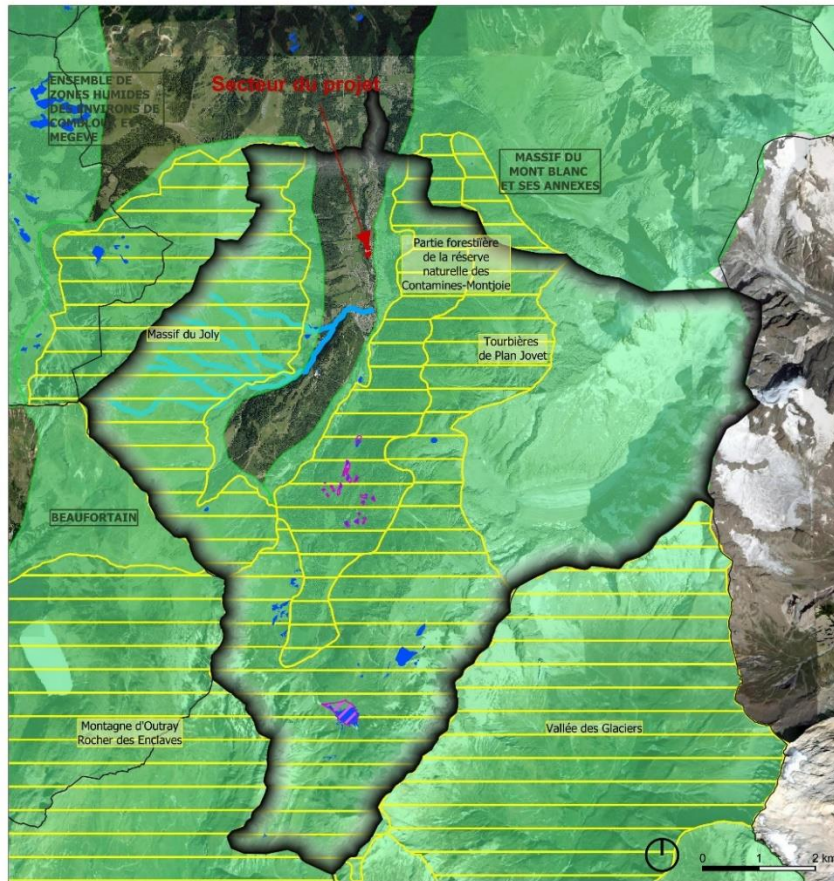 ENSEMBLE DE
ZONES HUMIDES
DES ENVIRONS DE
COMBLOUX ET
MEGEVE
Secteur du projet
MASSIF DU
MONT BLANC
ET SES ANNEXES
Partie forestiière
de la réserve
naturelle des
Contamines-Montjoie
Massif du Joly
Tourbières
de Plan Jovet
BEAUFORTAIN
Montagne d'Outray
Rocher des Enclaves
Vallée des Glaciers
0 1 2 km